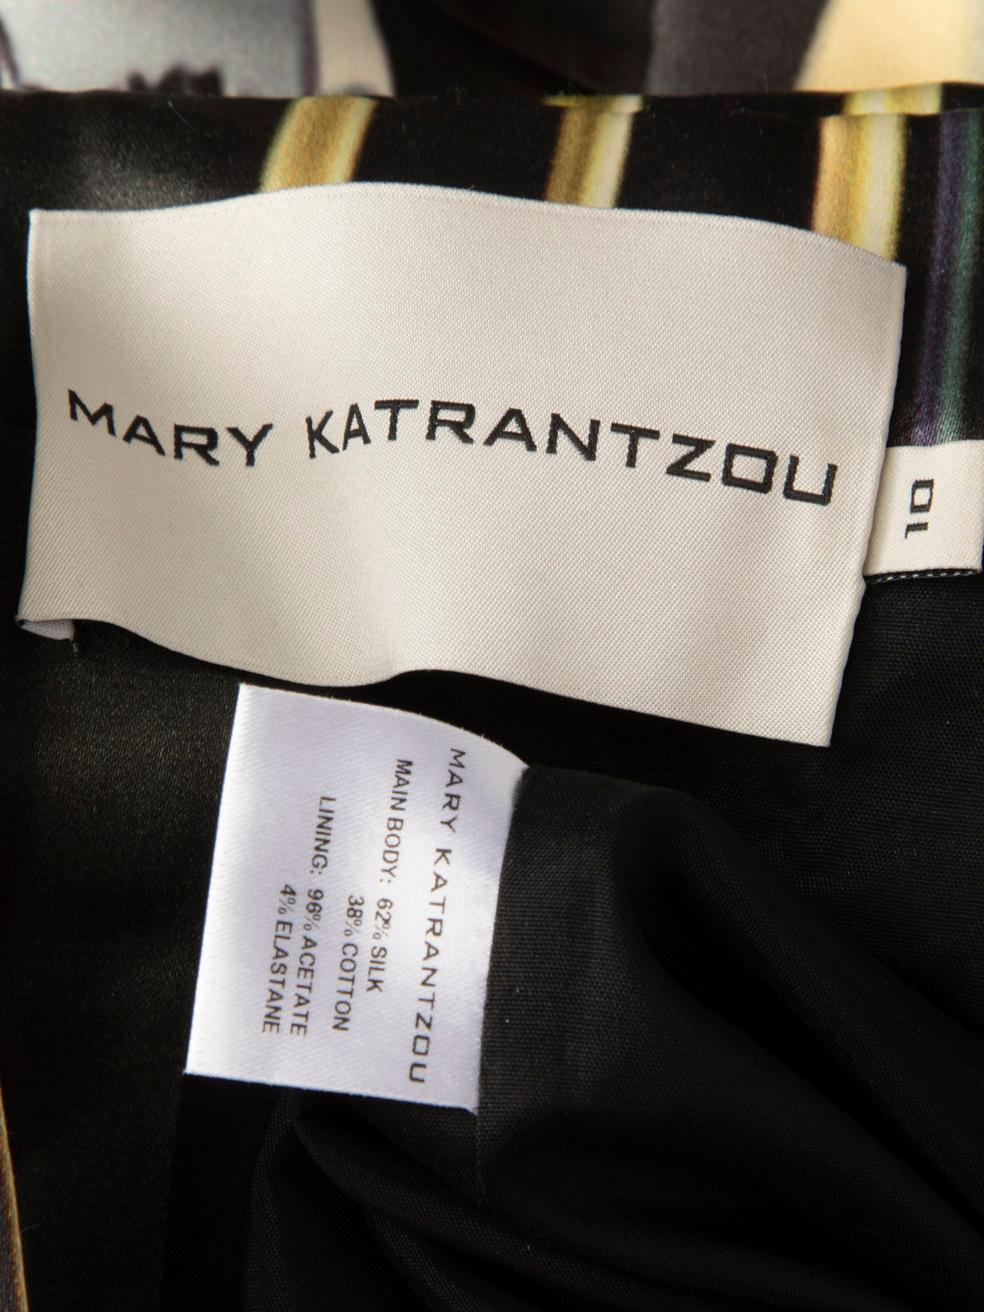 MARY KATRANTZOU
10
MARY KATRANTZOU
MAIN BODY: 62% SILK
38% COTTON
LINING: 96% ACETATE
4% ELASTANE